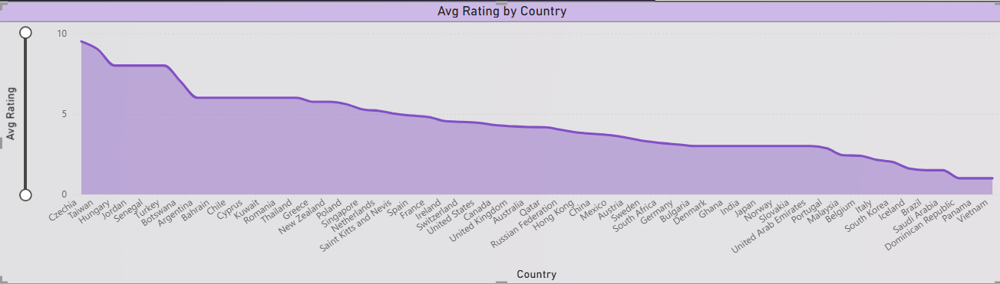 Avg Rating by Country
Avg Rating
10
5
0
Czechia
Taiwan
Hungary
Jordan
Senegal
Turkey
Botswana
Argentina
Bahrain
Chile
Cyprus
Kuwait
Romania
Thailand
Greece
New Zealand
Poland
Singapore
Netherlands
Saint Kitts and Nevis
Spain
France
Ireland
Switzerland
United States
Canada
United Kingdom
Australia
Qatar
Russian Federation
Hong Kong
China
Mexico
Austria
Sweden
South Africa
Germany
Bulgaria
Denmark
Ghana
India
Japan
Norway
Slovakia
United Arab Emirates
Portugal
Malaysia
Belgium
Italy
South Korea
Iceland
Brazil
Saudi Arabia
Dominican Republic
Panama
Vietnam
Country